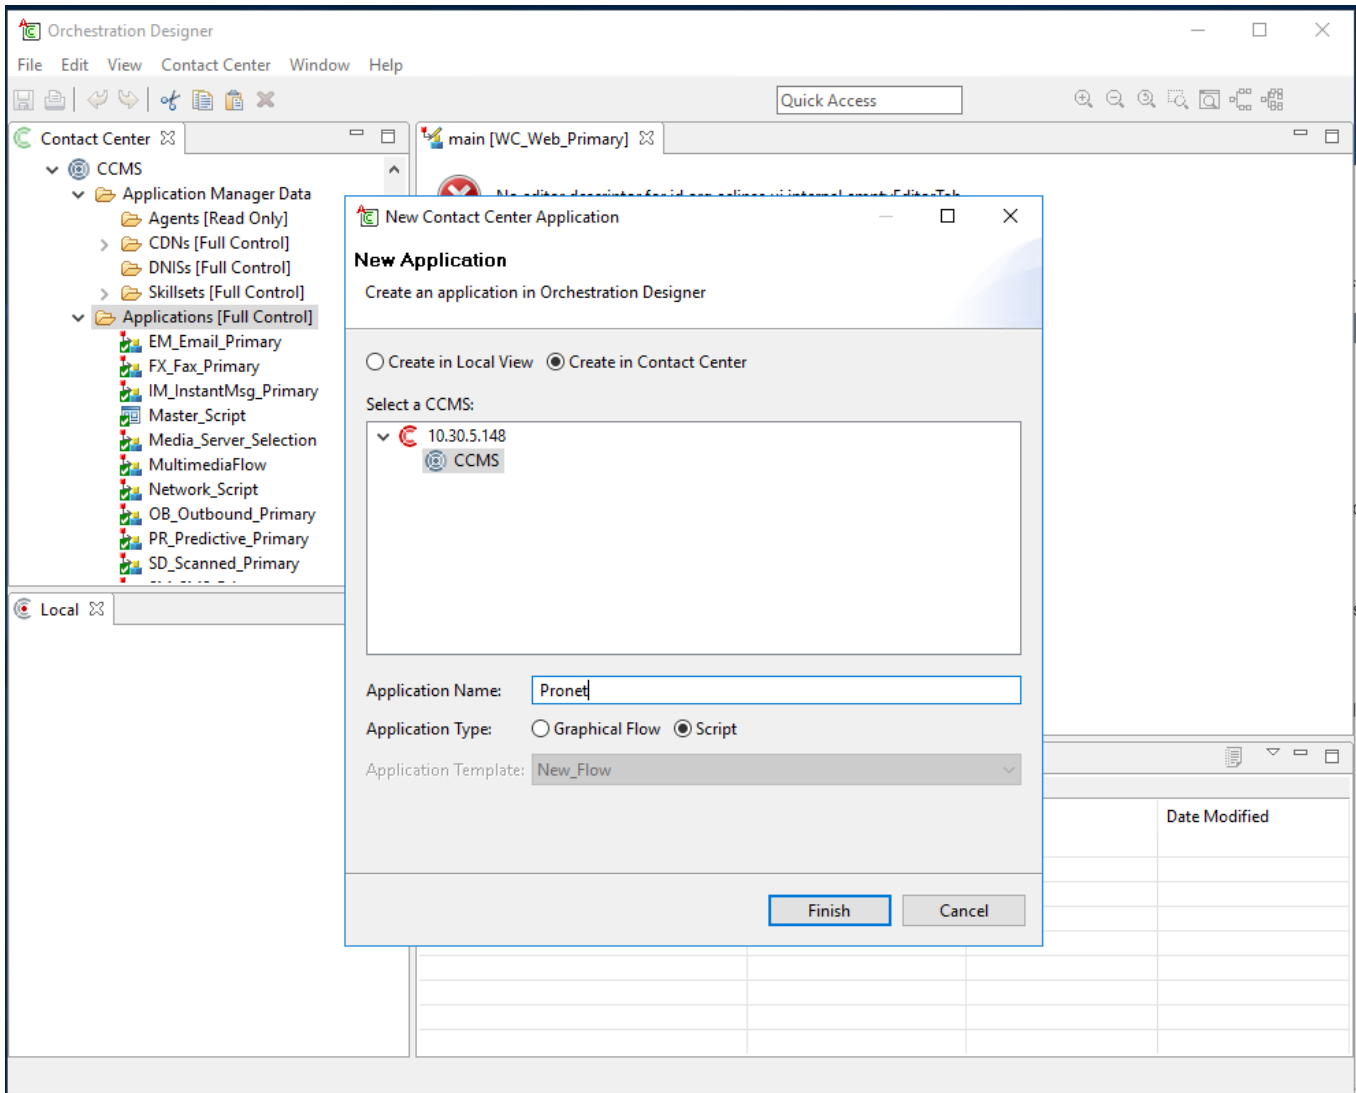 Orchestration Designer
File Edit View Contact Center Window Help
Quick Access
Contact Center
main [WC_Web_Primary]
CCMS
Application Manager Data
Agents [Read Only]
CDNs [Full Control]
DNISs [Full Control]
Skillsets [Full Control]
Applications [Full Control]
EM_Email_Primary
FX_Fax_Primary
IM_InstantMsg_Primary
Master_Script
Media_Server_Selection
MultimediaFlow
Network_Script
OB_Outbound_Primary
PR_Predictive_Primary
SD_Scanned_Primary
Local
New Contact Center Application
New Application
Create an application in Orchestration Designer
Create in Local View Create in Contact Center
Select a CCMS:
10.30.5.148
CCMS
Application Name: Pronet
Application Type: Graphical Flow Script
Application Template: New_Flow
Finish Cancel
Date Modified